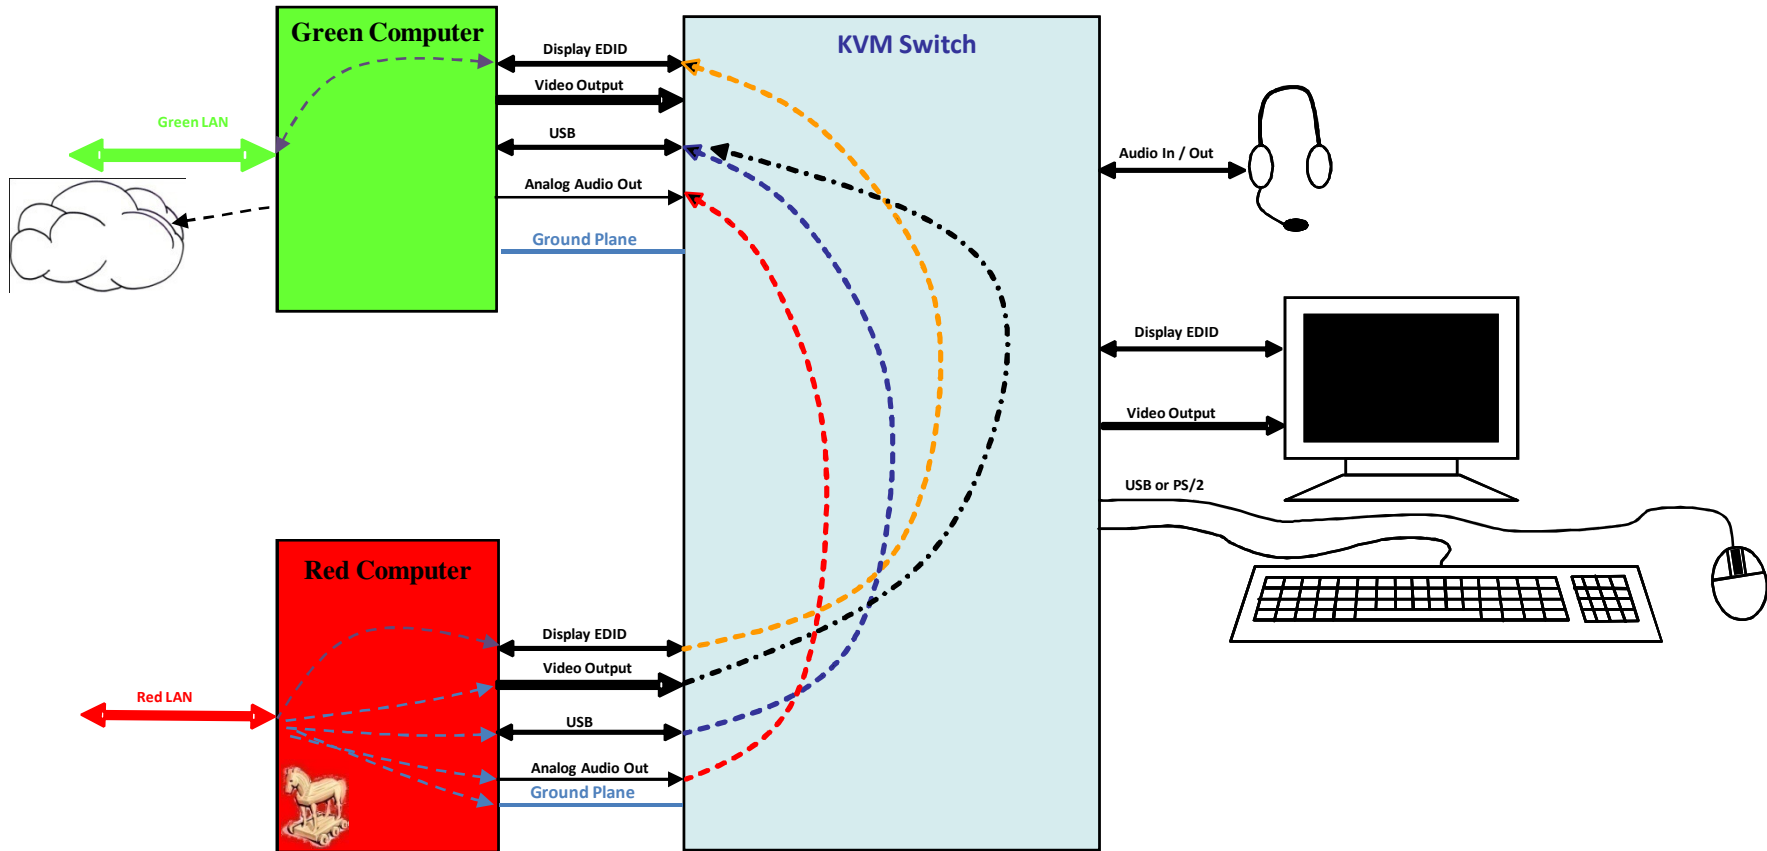 Green Computer
KVM Switch
Display EDID
Video Output
Green LAN
USB
Audio In / Out
Analog Audio Out
Ground Plane
Display EDID
Video Output
USB or PS/2
Red Computer
Display EDID
Video Output
Red LAN
USB
Analog Audio Out
Ground Plane